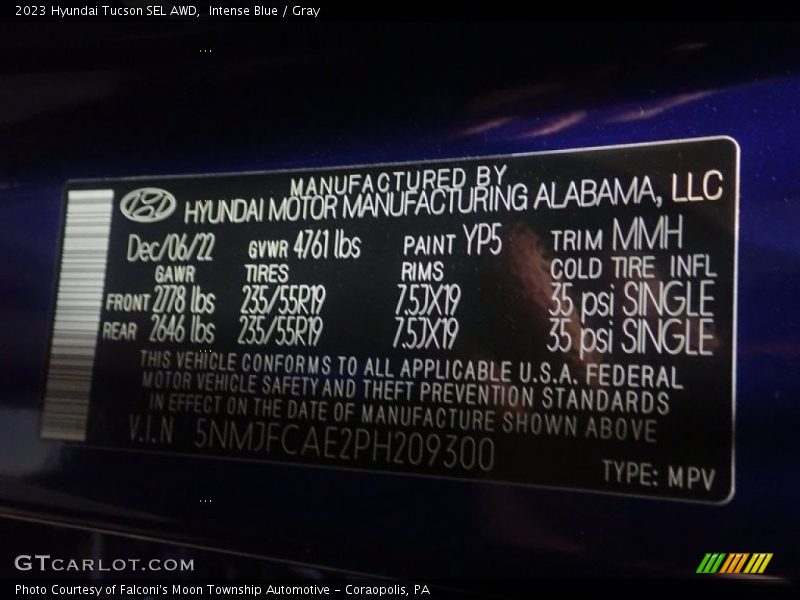 2023 Hyundai Tucson SEL AWD,  Intense Blue / Gray
MANUFACTURED BY
HYUNDAI MOTOR MANUFACTURING ALABAMA, LLC
Dec/06/22 GVWR 4761 lbs PAINT YP5 TRIM MMH
GAWR TIRES RIMS COLD TIRE INFL
FRONT 2778 lbs 235/55R19 7.5JX19 35 psi SINGLE
REAR 2646 lbs 235/55R19 7.5JX19 35 psi SINGLE
THIS VEHICLE CONFORMS TO ALL APPLICABLE U.S.A. FEDERAL
MOTOR VEHICLE SAFETY AND THEFT PREVENTION STANDARDS
IN EFFECT ON THE DATE OF MANUFACTURE SHOWN ABOVE
V.I.N 5NMJFCAE2PH209300
TYPE: MPV
GTCARLOT.COM
Photo Courtesy of Falconi's Moon Township Automotive - Coraopolis, PA